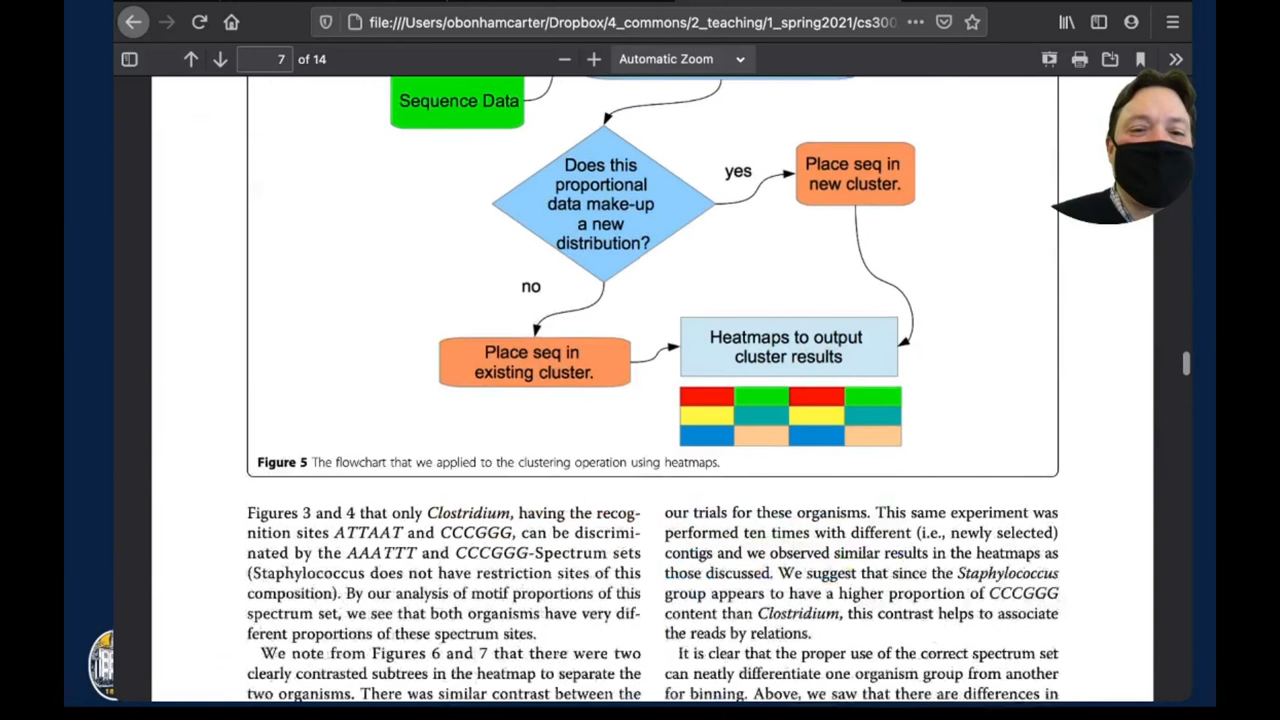 file:///Users/obonhamcarter/Dropbox/4_commons/2_teaching/1_spring2021/cs300
7 of 14
Automatic Zoom
Sequence Data
Does this
proportional
data make-up
a new
distribution?
yes
Place seq in
new cluster.
no
Place seq in
existing cluster.
Heatmaps to output
cluster results
Figure 5 The flowchart that we applied to the clustering operation using heatmaps.
Figures 3 and 4 that only Clostridium, having the recog-
nition sites ATTAAT and CCCGGG, can be discrimi-
nated by the AAATTT and CCCGGG-Spectrum sets
(Staphylococcus does not have restriction sites of this
composition). By our analysis of motif proportions of this
spectrum set, we see that both organisms have very dif-
ferent proportions of these spectrum sites.
We note from Figures 6 and 7 that there were two
clearly contrasted subtrees in the heatmap to separate the
two organisms. There was similar contrast between the
our trials for these organisms. This same experiment was
performed ten times with different (i.e., newly selected)
contigs and we observed similar results in the heatmaps as
those discussed. We suggest that since the Staphylococcus
group appears to have a higher proportion of CCCGGG
content than Clostridium, this contrast helps to associate
the reads by relations.
It is clear that the proper use of the correct spectrum set
can neatly differentiate one organism group from another
for binning. Above, we saw that there are differences in